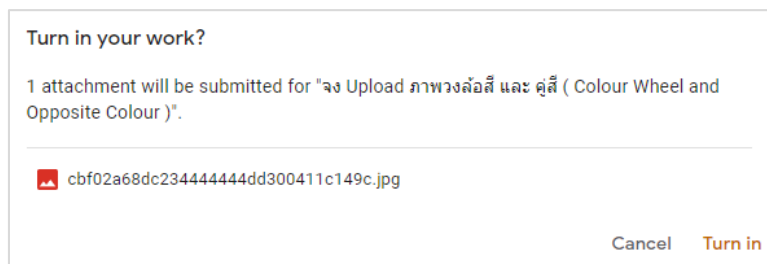 Turn in your work?
1 attachment will be submitted for "จง Upload ภาพวงล้อสี และ คู่สี ( Colour Wheel and
Opposite Colour )".
cbf02a68dc234444444dd300411c149c.jpg
Cancel Turn in